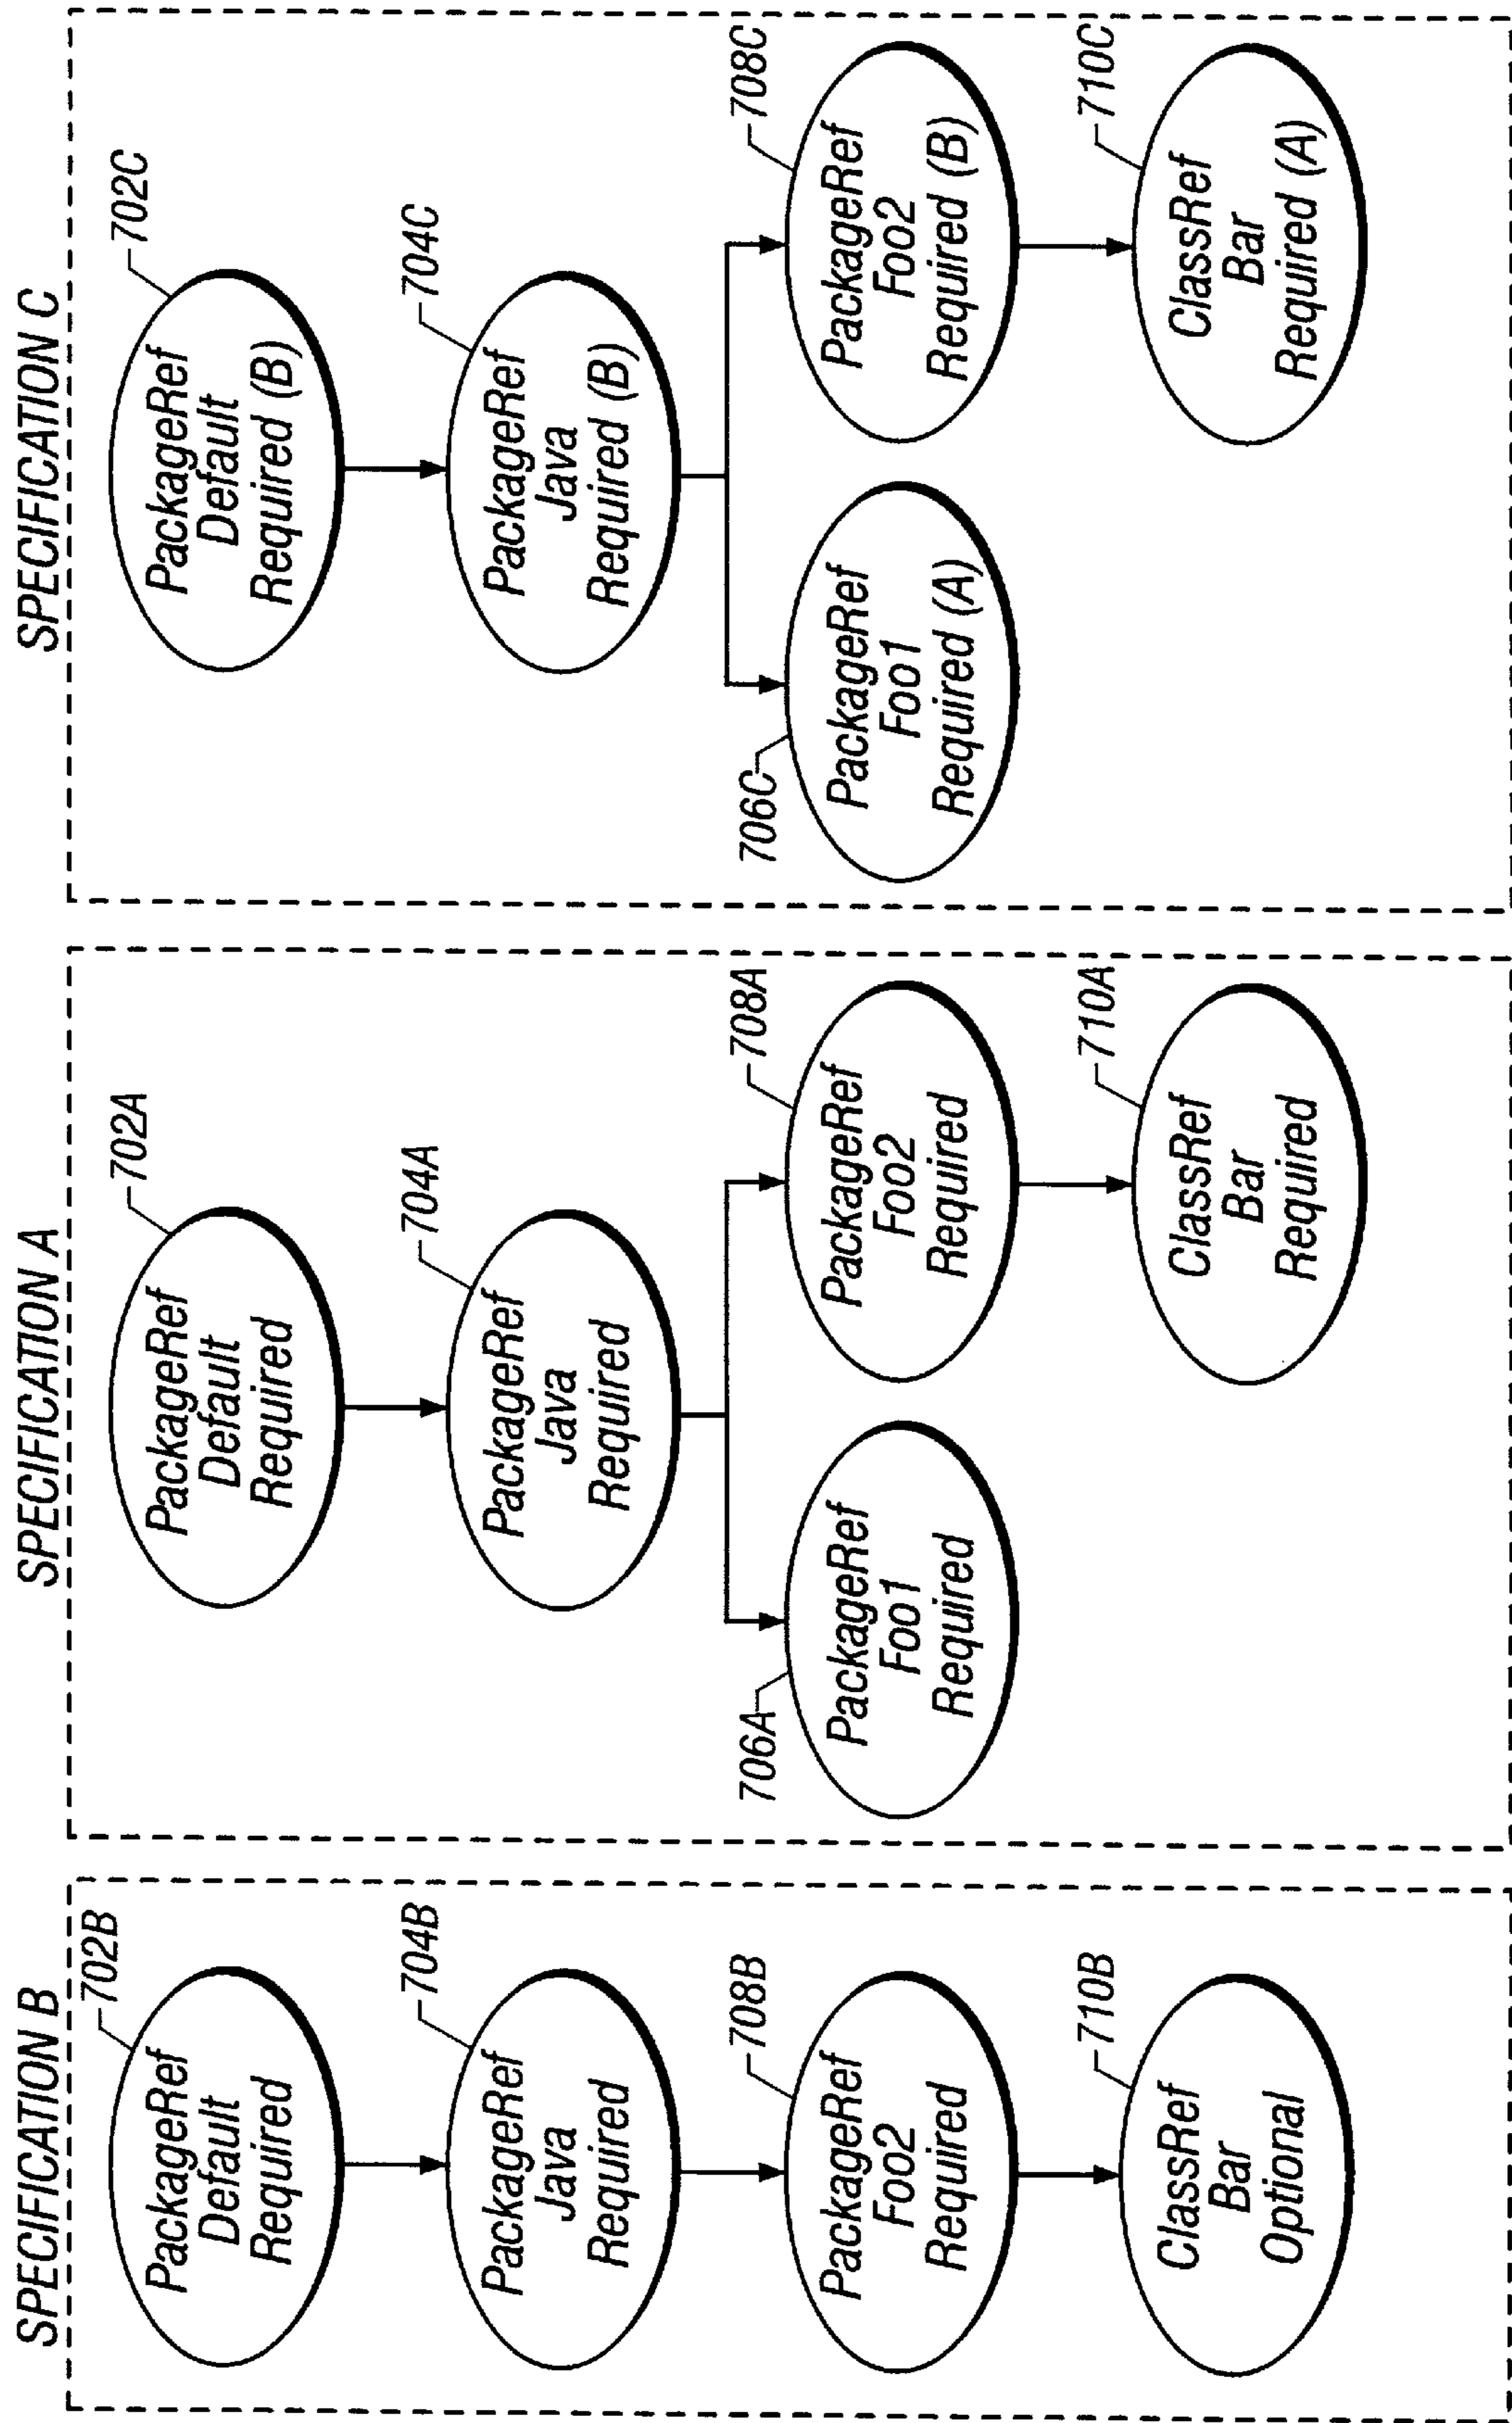 SPECIFICATION B
702B
PackageRef
Default
Required
704B
PackageRef
Java
Required
708B
PackageRef
Foo2
Required
710B
ClassRef
Bar
Optional
SPECIFICATION A
702A
PackageRef
Default
Required
704A
PackageRef
Java
Required
706A
PackageRef
Foo1
Required
708A
PackageRef
Foo2
Required
710A
ClassRef
Bar
Required
SPECIFICATION C
702C
PackageRef
Default
Required (B)
704C
PackageRef
Java
Required (B)
706C
PackageRef
Foo1
Required (A)
708C
PackageRef
Foo2
Required (B)
710C
ClassRef
Bar
Required (A)